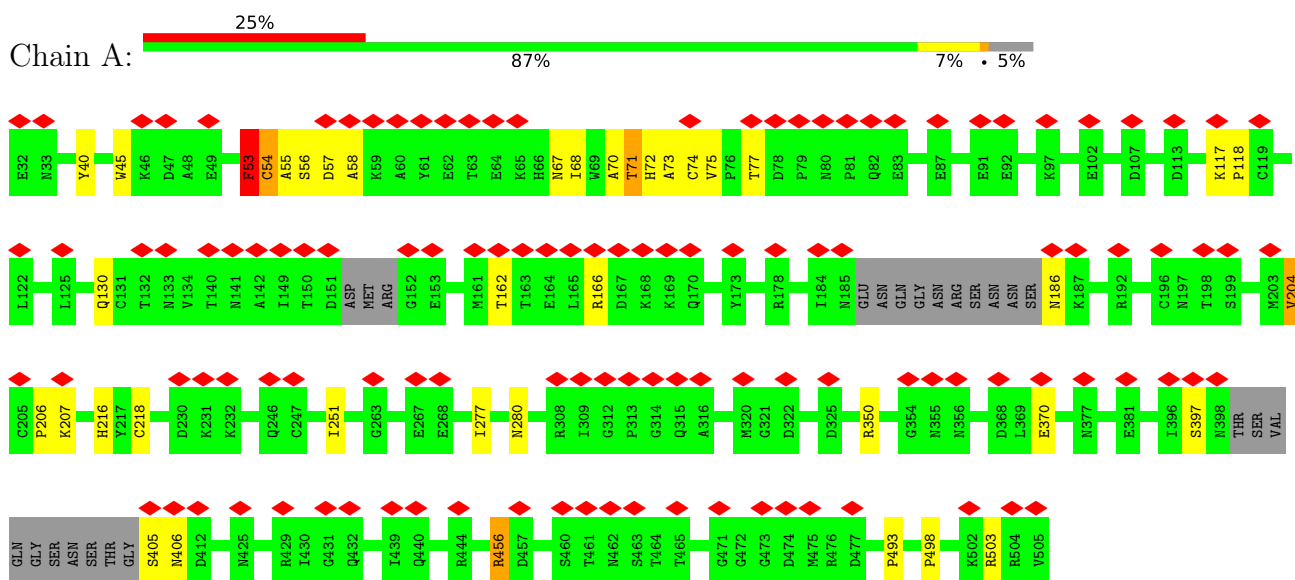 25%
Chain A:
87% 7% • 5%
E32 N33 Y40 W45 K46 D47 A48 E49 F53 C54 A55 S56 D57 A58 K59 A60 Y61 E62 T63 E64 K65 H66 N67 I68 W69 A70 T71 H72 A73 C74 V75 P76 T77 D78 P79 N80 P81 Q82 E83 E87 E91 E92 K97 E102 D107 D113 K117 P118 C119
L122 L125 Q130 C131 T132 N133 V134 T140 N141 A142 I149 T150 D151 ASP MET ARG G152 E153 M161 T162 T163 E164 L165 R166 D167 K168 K169 Q170 Y173 R178 I184 N185 GLU ASN GLN GLY ASN ARG SER ASN ASN SER N186 K187 R192 C196 N197 T198 S199 M203 V204
C205 P206 K207 H216 Y217 C218 D230 K231 K232 Q246 C247 I251 G263 E267 E268 I277 N280 R308 I309 G312 P313 G314 Q315 A316 M320 G321 D322 D325 R350 G354 N355 N356 D368 L369 E370 N377 E381 I396 S397 N398 THR SER VAL
GLN GLY SER ASN SER THR GLY S405 N406 D412 N425 R429 I430 G431 Q432 I439 Q440 R444 R456 D457 S460 T461 N462 S463 T464 T465 G471 G472 G473 D474 M475 R476 D477 P493 P498 K502 R503 R504 V505